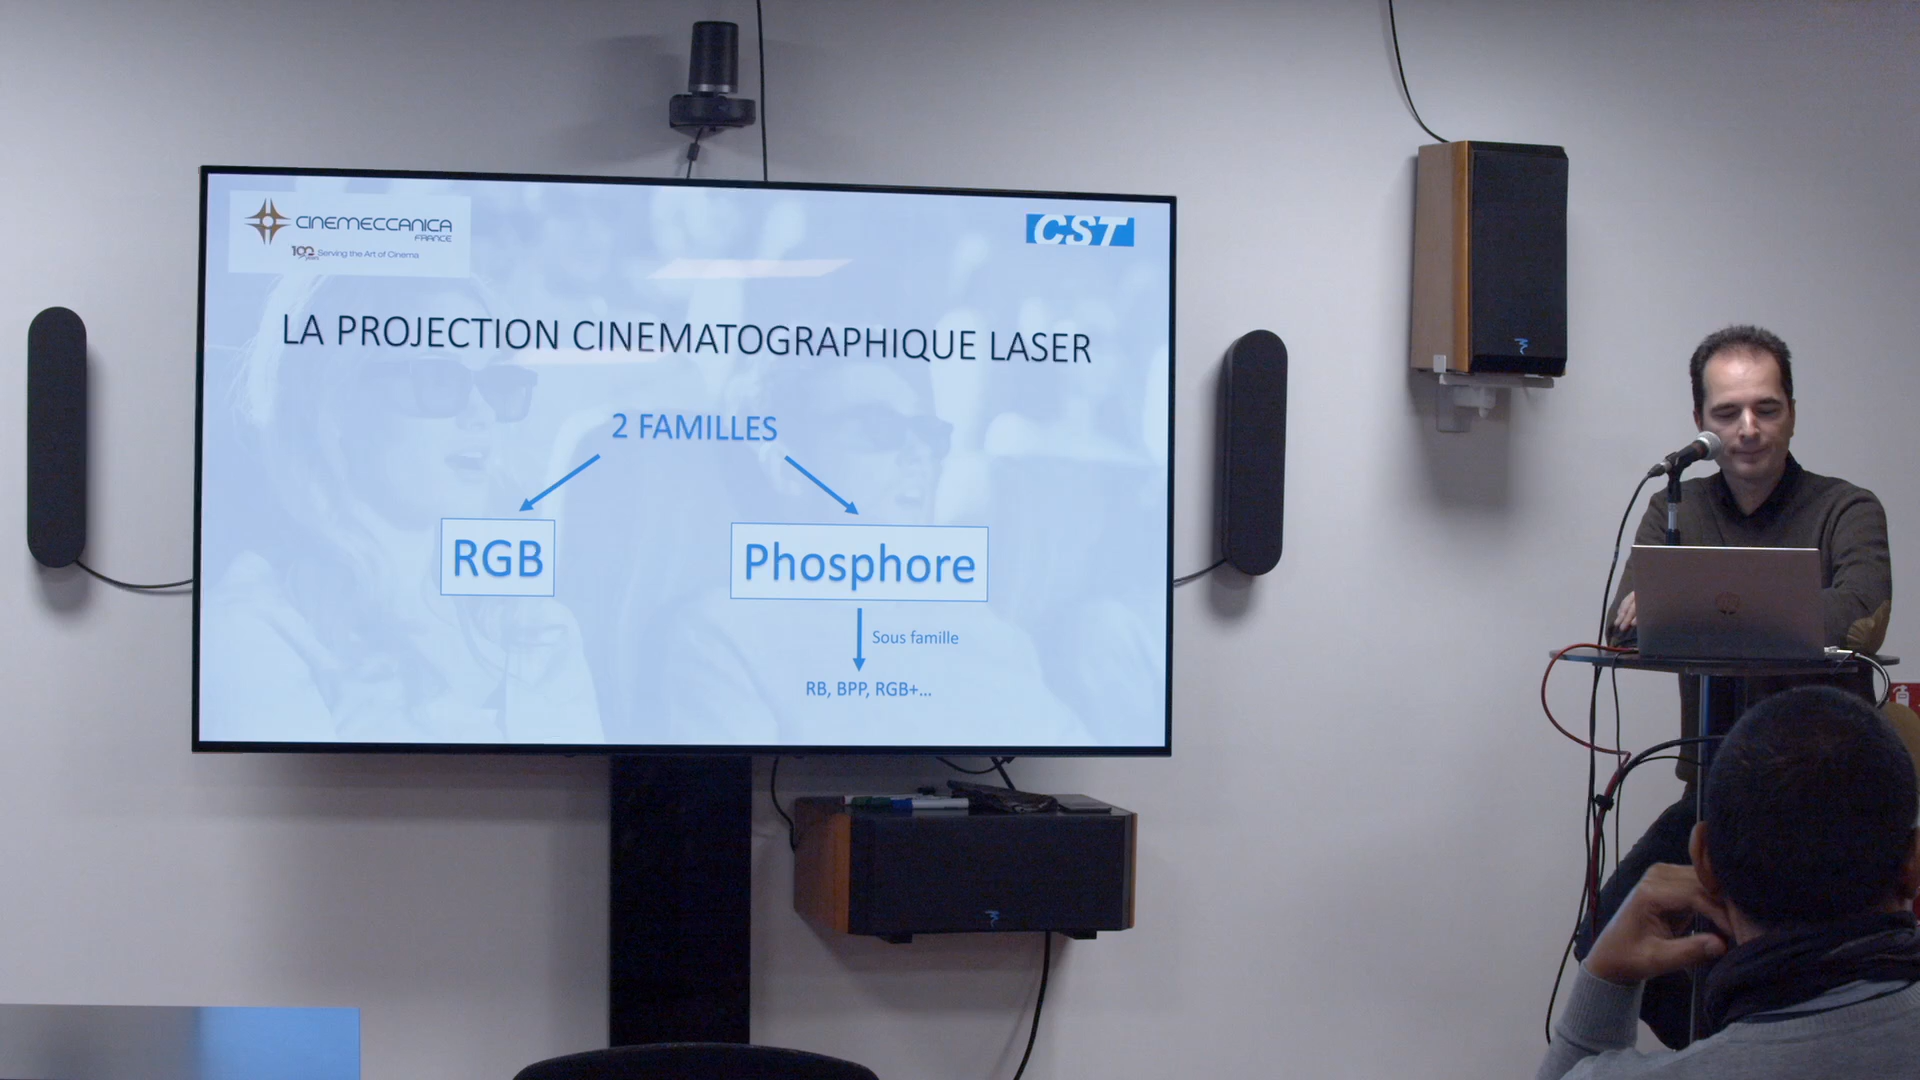 CINEMECCANICA
FRANCE
100 years Serving the Art of Cinema
CST
LA PROJECTION CINEMATOGRAPHIQUE LASER
2 FAMILLES
RGB
Phosphore
Sous famille
RB, BPP, RGB+...